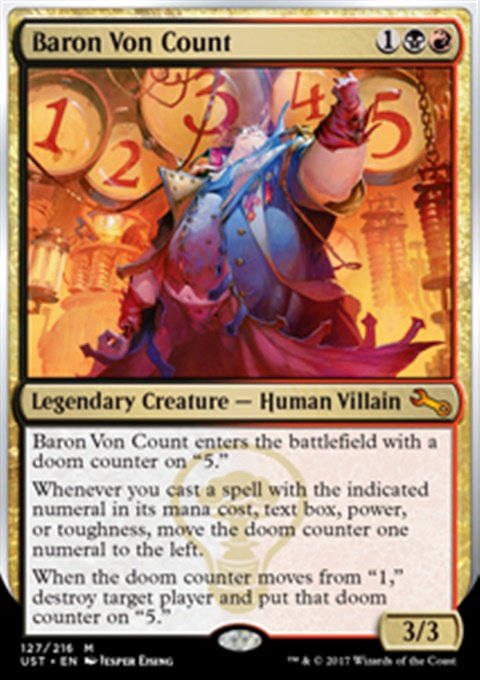 Baron Von Count 1
1 2 3 4 5
Legendary Creature — Human Villain
Baron Von Count enters the battlefield with a
doom counter on “5.”
Whenever you cast a spell with the indicated
numeral in its mana cost, text box, power,
or toughness, move the doom counter one
numeral to the left.
When the doom counter moves from “1,”
destroy target player and put that doom
counter on “5.”
3/3
127/216 M
UST • EN Jesper Ejsing
™ & © 2017 Wizards of the Coast